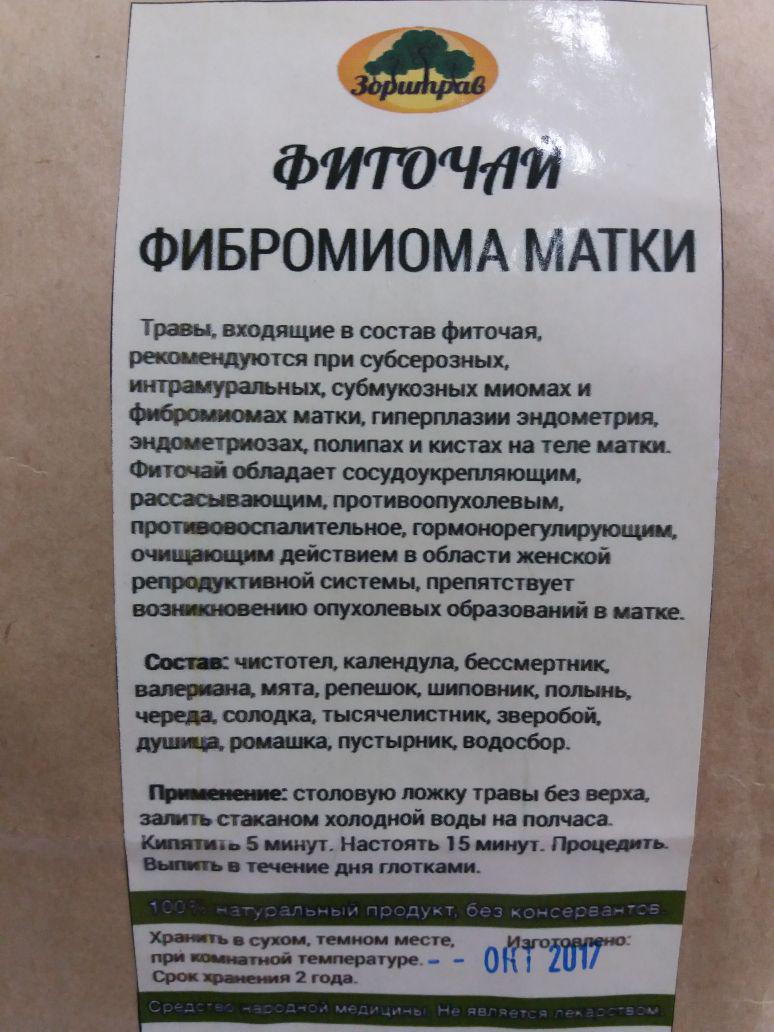 Зоритрав
ФИТОЧАЙ
ФИБРОМИОМА МАТКИ
Травы, входящие в состав фиточая,
рекомендуются при субсерозных,
интрамуральных, субмукозных миомах и
фибромиомах матки, гиперплазии эндометрия,
эндометриозах, полипах и кистах на теле матки.
Фиточай обладает сосудоукрепляющим,
рассасывающим, противоопухолевым,
противовоспалительное, гормонорегулирующим,
очищающим действием в области женской
репродуктивной системы, препятствует
возникновению опухолевых образований в матке.
Состав: чистотел, календула, бессмертник,
валериана, мята, репешок, шиповник, полынь,
череда, солодка, тысячелистник, зверобой,
душица, ромашка, пустырник, водосбор.
Применение: столовую ложку травы без верха,
залить стаканом холодной воды на полчаса.
Кипятить 5 минут. Настоять 15 минут. Процедить.
Выпить в течение дня глотками.
100% натуральный продукт, без консервантов.
Хранить в сухом, темном месте,
при комнатной температуре.
Срок хранения 2 года.
Изготовлено:
-- ОКТ 2017
Средство народной медицины. Не является лекарством.